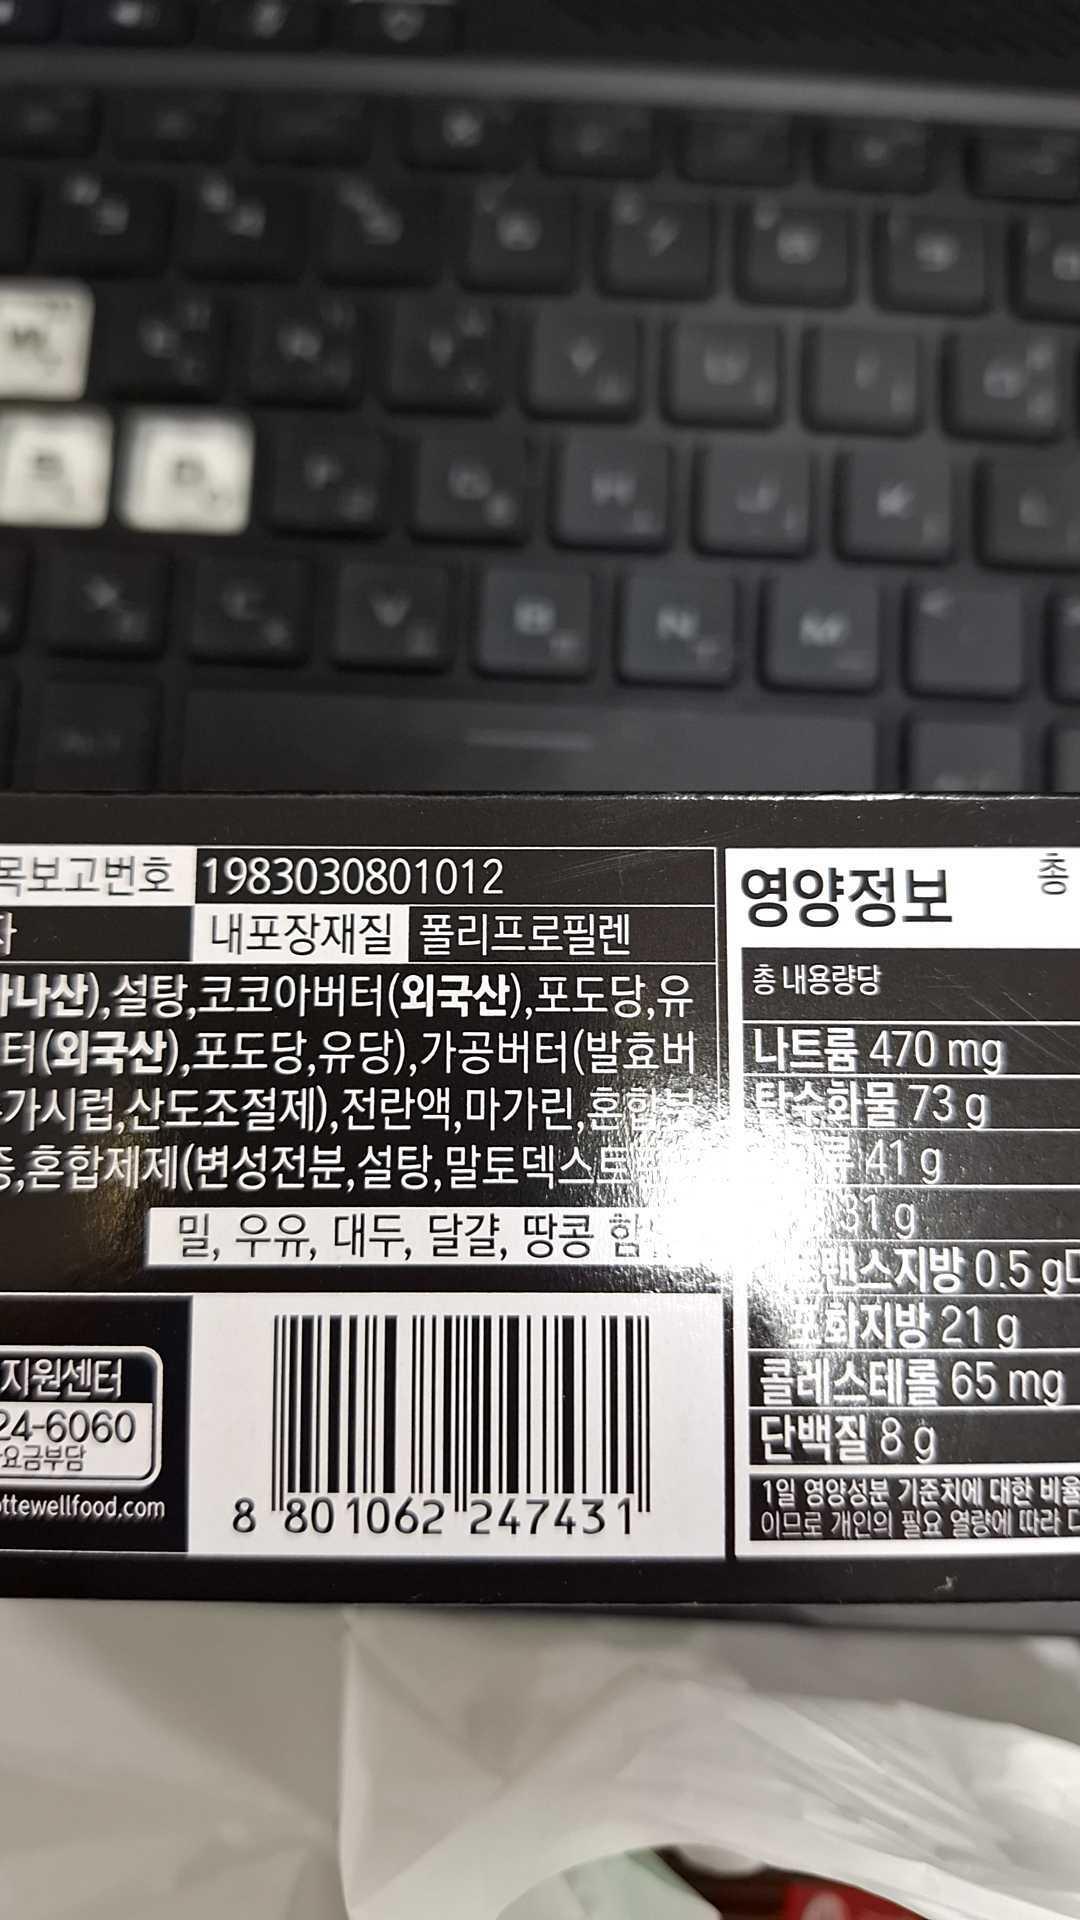 목보고번호 1983030801012
자 내포장재질 폴리프로필렌
나산),설탕,코코아버터(외국산),포도당,유
터(외국산),포도당,유당),가공버터(발효버
가시럽,산도조절제),전란액,마가린,혼합분
,혼합제제(변성전분,설탕,말토덱스트
밀, 우유, 대두, 달걀, 땅콩 함
지원센터
24-6060
요금부담
ottewellfood.com
8 801062 247431
영양정보 총
총 내용량당
나트륨 470 mg
탄수화물 73 g
41 g
31 g
트랜스지방 0.5 g
포화지방 21 g
콜레스테롤 65 mg
단백질 8 g
1일 영양성분 기준치에 대한 비율
이므로 개인의 필요 열량에 따라 다
W
S D F G H J K L
V B N M